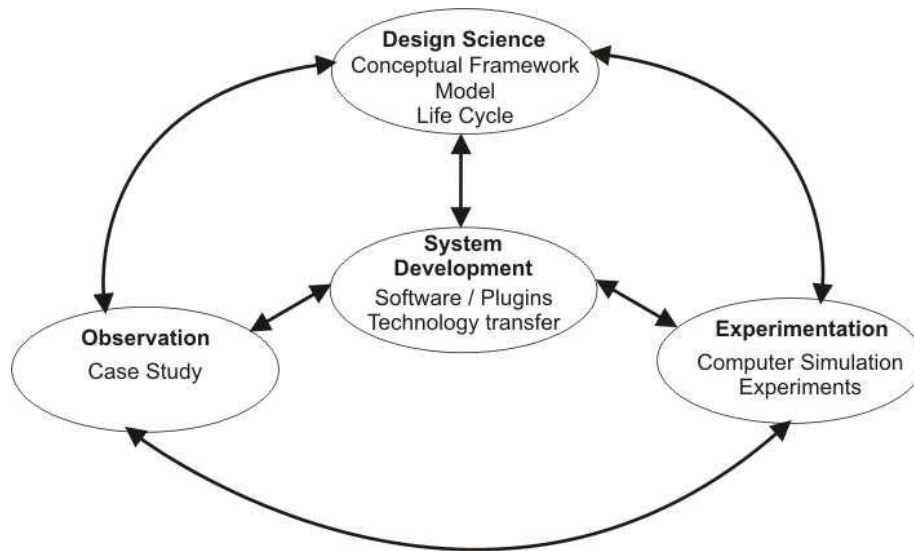 Design Science
Conceptual Framework
Model
Life Cycle
System
Development
Software / Plugins
Technology transfer
Observation
Case Study
Experimentation
Computer Simulation
Experiments